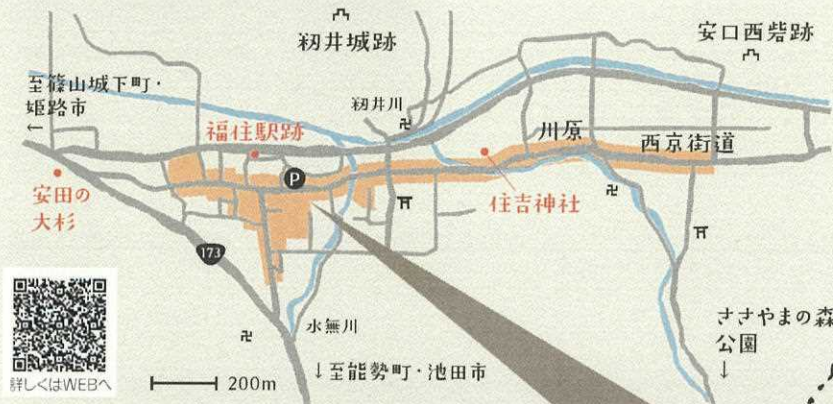 籾井城跡
安口西砦跡
至篠山城下町・
姫路市
←
籾井川
福住駅跡
川原
西京街道
P
安田の
大杉
住吉神社
173
水無川
ささやまの森
公園
↓
詳しくはWEBへ
200m
↓至能勢町・池田市